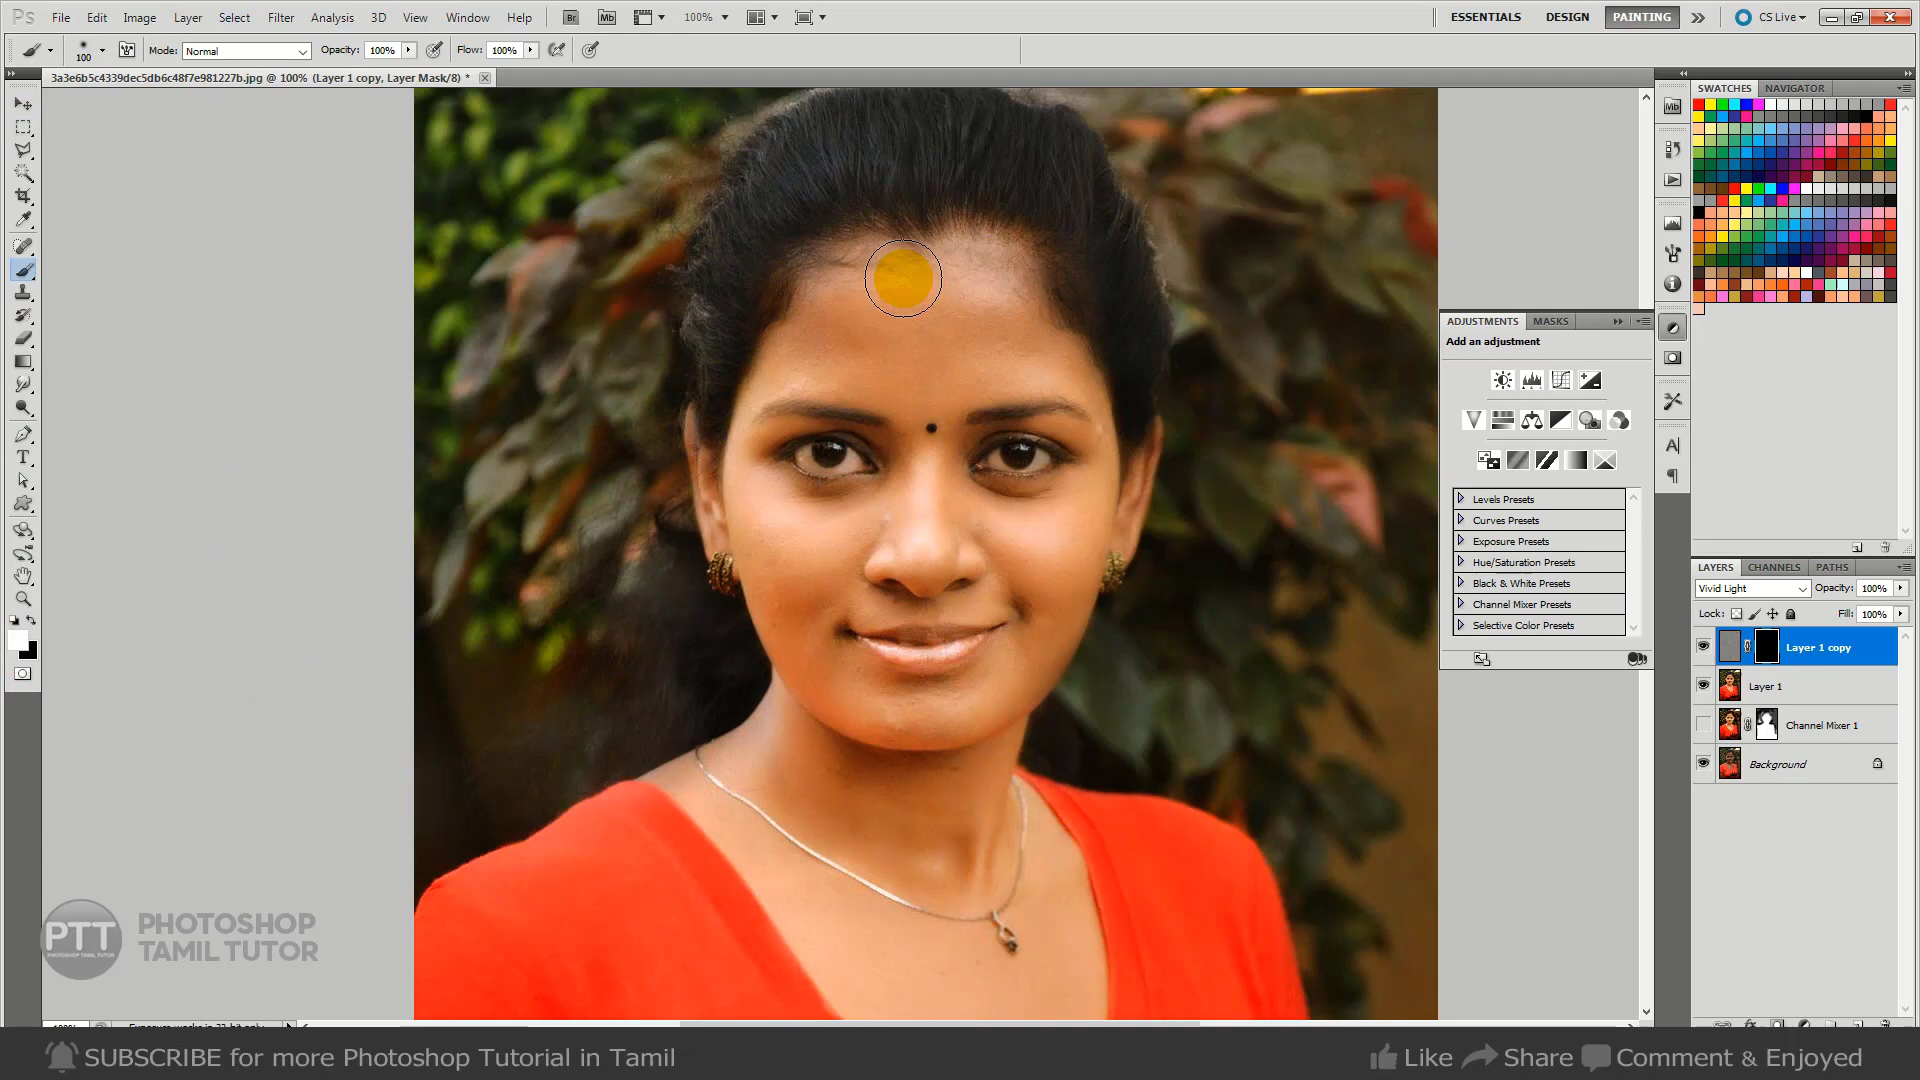 Ps File Edit Image Layer Select Filter Analysis 3D View Window Help Br Mb 100% ESSENTIALS DESIGN PAINTING CS Live
100 Mode: Normal Opacity: 100% Flow: 100%
3a3e6b5c4339dec5db6c48f7e981227b.jpg @ 100% (Layer 1 copy, Layer Mask/8) *
SWATCHES NAVIGATOR
Mb
ADJUSTMENTS MASKS
Add an adjustment
Levels Presets
Curves Presets
Exposure Presets
Hue/Saturation Presets
Black & White Presets
Channel Mixer Presets
Selective Color Presets
LAYERS CHANNELS PATHS
Vivid Light Opacity: 100%
Lock: Fill: 100%
Layer 1 copy
Layer 1
Channel Mixer 1
Background
PTT
PHOTOSHOP TAMIL TUTOR
PHOTOSHOP
TAMIL TUTOR
SUBSCRIBE for more Photoshop Tutorial in Tamil Like Share Comment & Enjoyed